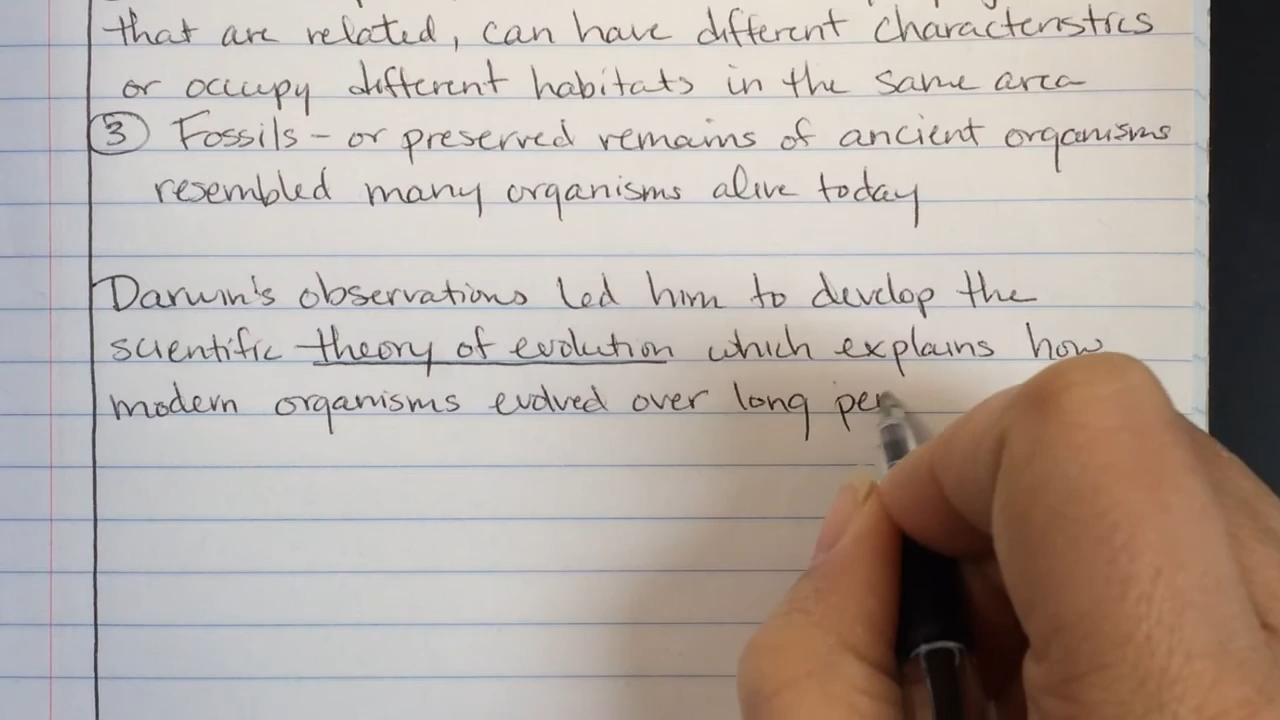 that are related, can have different characteristics
or occupy different habitats in the same area
③ Fossils - or preserved remains of ancient organisms
resembled many organisms alive today
Darwin's observations led him to develop the
scientific theory of evolution which explains how
modern organisms evolved over long per